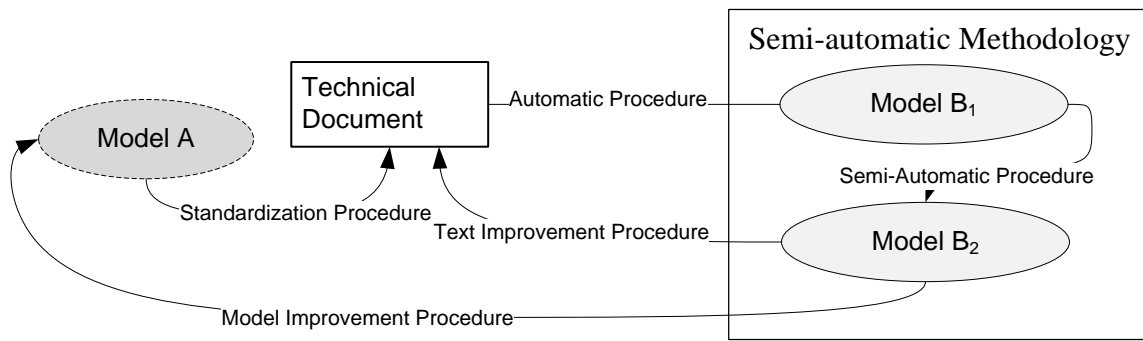 Semi-automatic Methodology
Technical
Document
Automatic Procedure
Model B₁
Model A
Semi-Automatic Procedure
Standardization Procedure
Text Improvement Procedure
Model B₂
Model Improvement Procedure